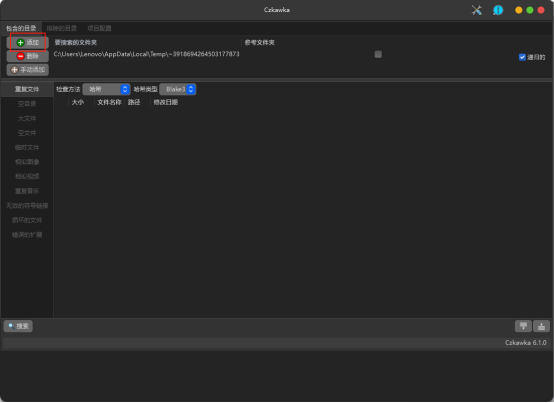 Czkawka
包含的目录 排除的目录 项目配置
添加 要搜索的文件夹 参考文件夹
删除 C:\Users\Lenovo\AppData\Local\Temp\~3918694264503177873 递归的
手动添加
重复文件 检查方法 哈希 哈希类型 Blake3
空目录 大小 文件名称 路径 修改日期
大文件
空文件
临时文件
相似图像
相似视频
重复音乐
无效的符号链接
损坏的文件
错误的扩展
搜索
Czkawka 6.1.0